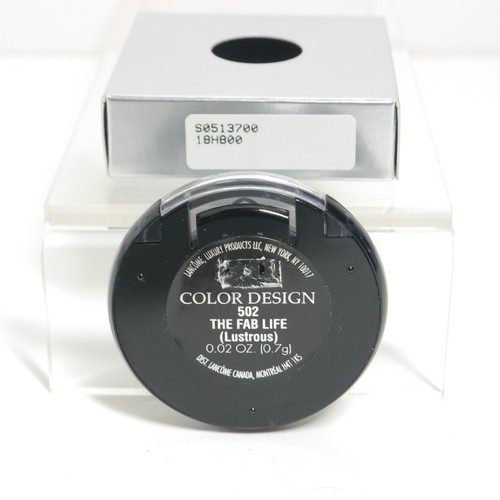 S0513700
18H800
LANCÔME, LUXURY PRODUCTS LLC, NEW YORK NY 10017
COLOR DESIGN
502
THE FAB LIFE
(Lustrous)
0.02 OZ. (0.7g)
DIST. LANCÔME CANADA, MONTRÉAL H4T 1K5